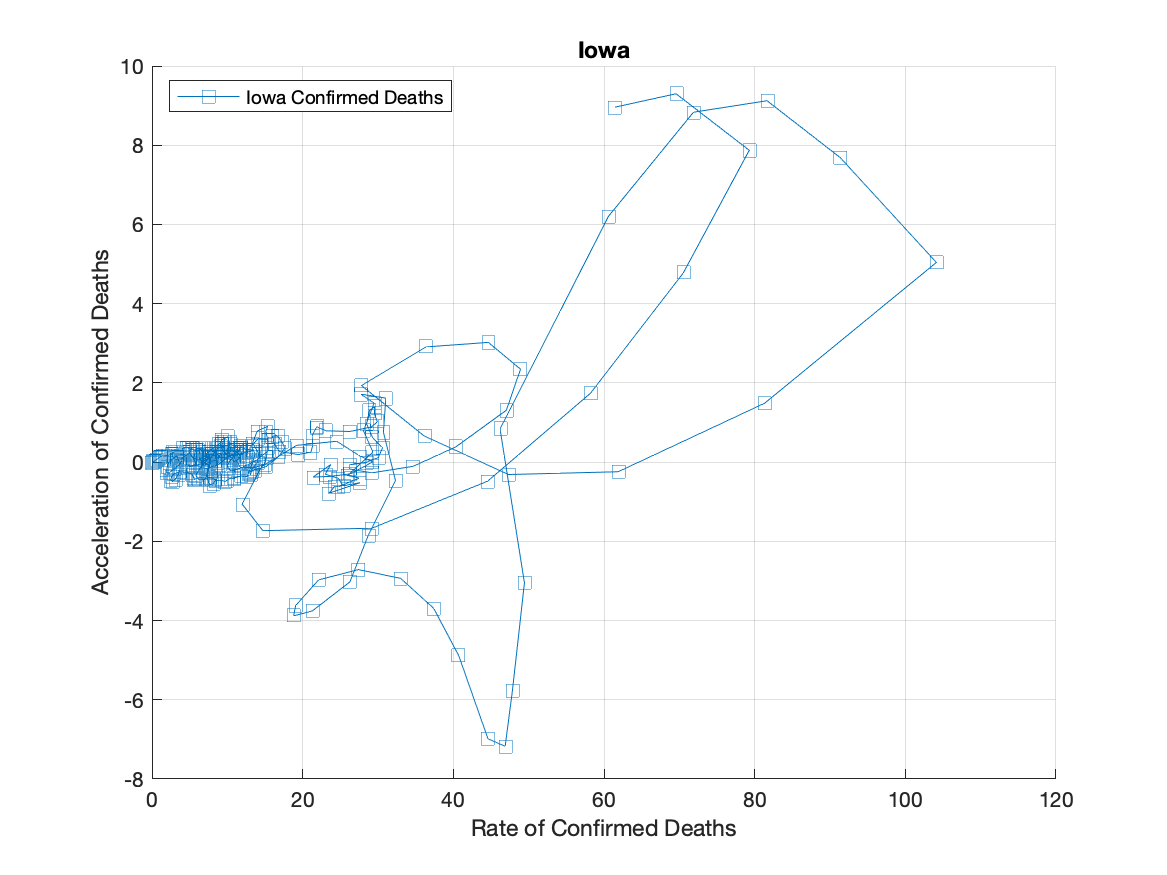 Iowa
Iowa Confirmed Deaths
10
8
6
4
2
0
-2
-4
-6
-8
Acceleration of Confirmed Deaths
0 20 40 60 80 100 120
Rate of Confirmed Deaths